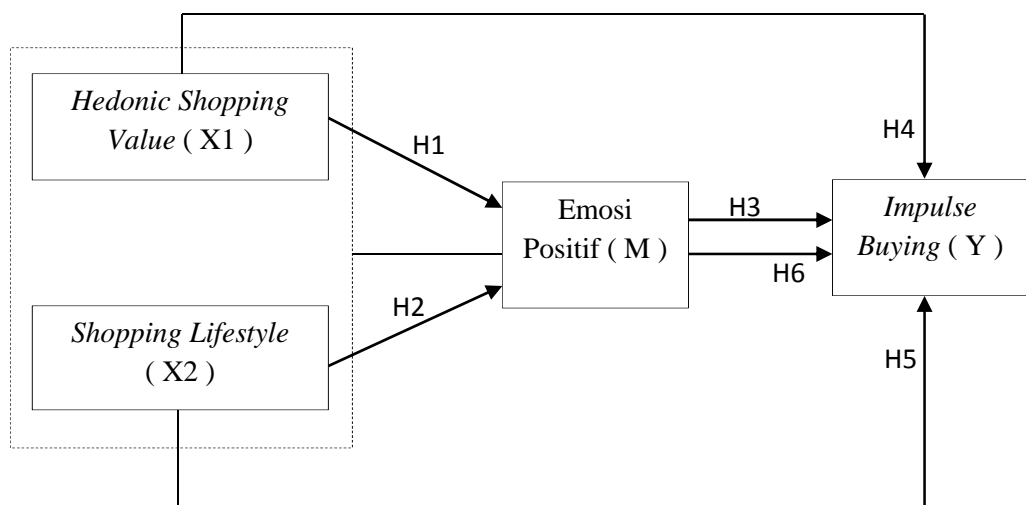 Hedonic Shopping
Value ( X1 )
H1
H4
Emosi
Positif ( M )
H3
H6
Impulse
Buying ( Y )
H2
Shopping Lifestyle
( X2 )
H5